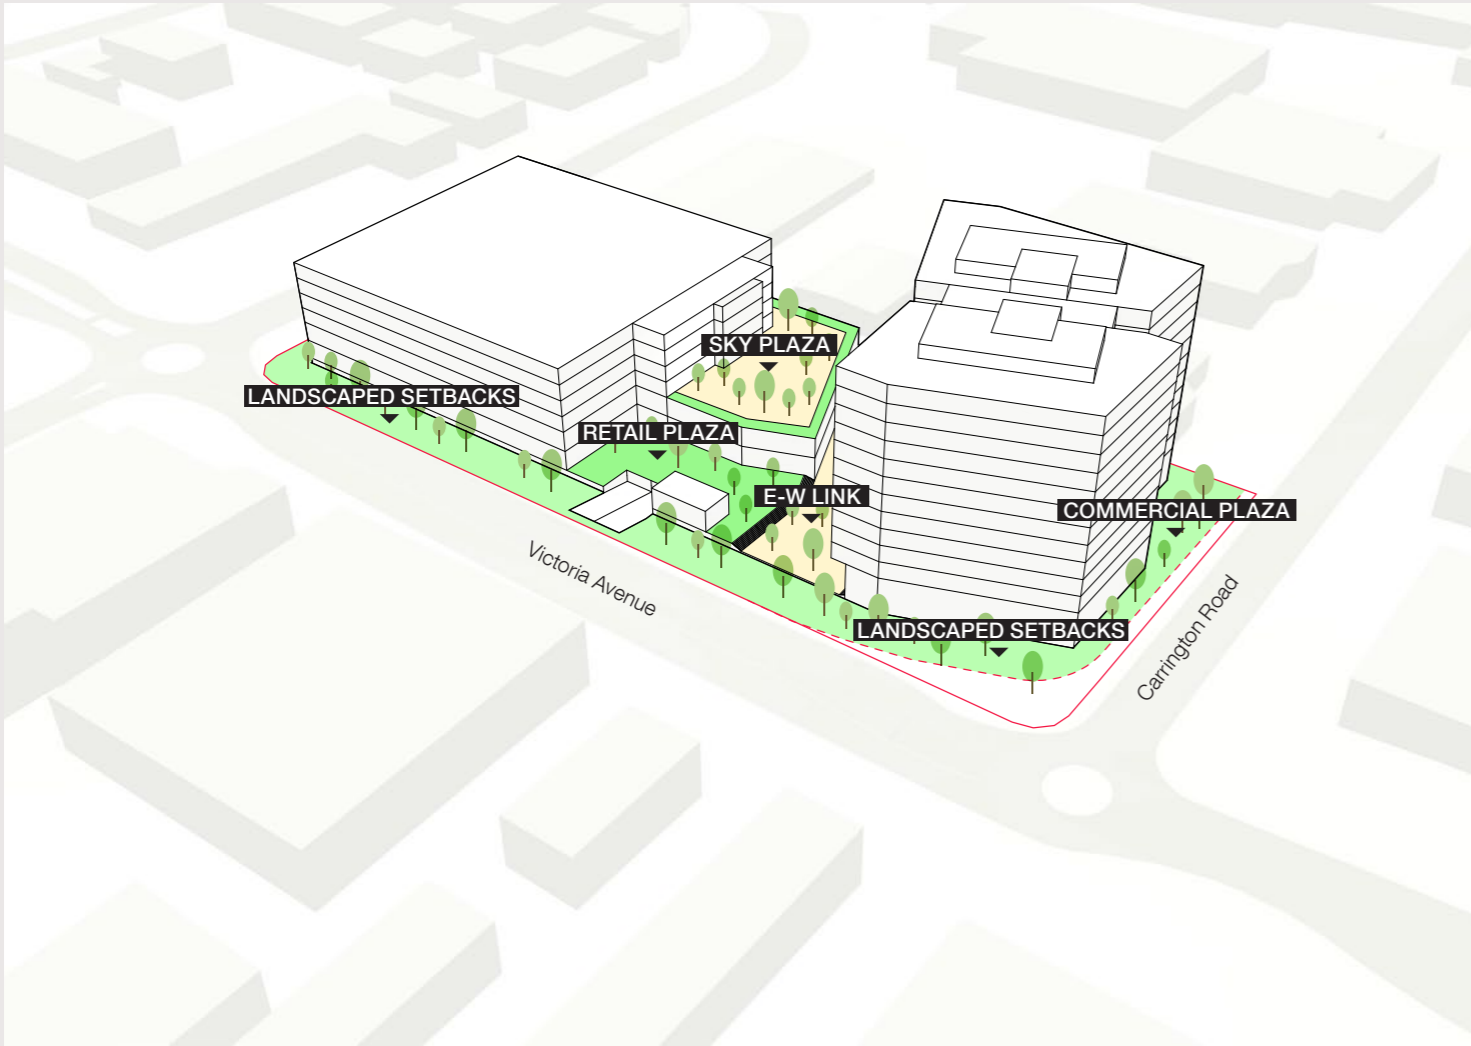 SKY PLAZA
LANDSCAPED SETBACKS
RETAIL PLAZA
E-W LINK
COMMERCIAL PLAZA
Victoria Avenue
Carrington Road
LANDSCAPED SETBACKS